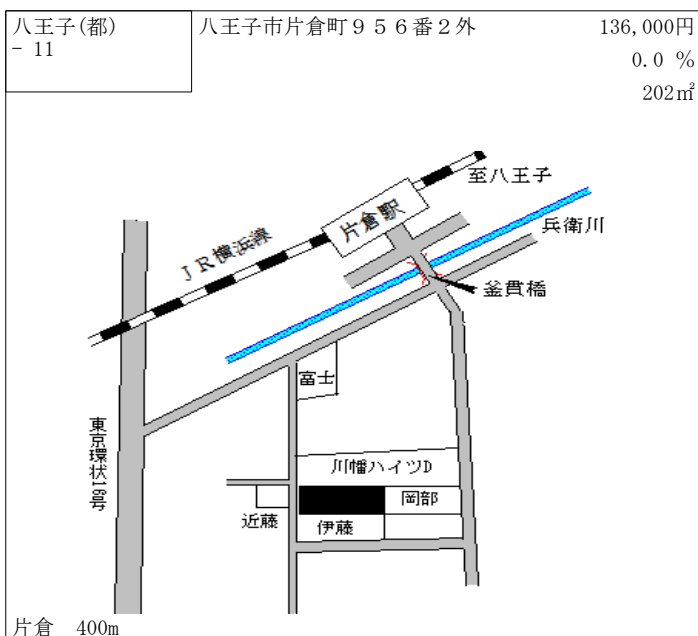 八王子(都)
- 11
八王子市片倉町９５６番２外
136,000円
0.0 %
202㎡
至八王子
片倉駅
ＪＲ横浜線
兵衛川
釜貫橋
富士
東京環状16号
川幡ハイツD
岡部
近藤
伊藤
片倉 400m